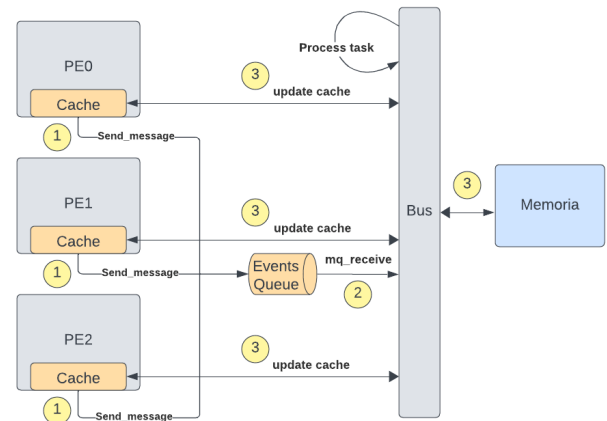 Process task
PE0
3
update cache
Cache
1
Send_message
PE1
3
update cache
Cache
1
Send_message
Events
Queue
mq_receive
2
Bus
3
Memoria
PE2
3
update cache
Cache
1
Send_message